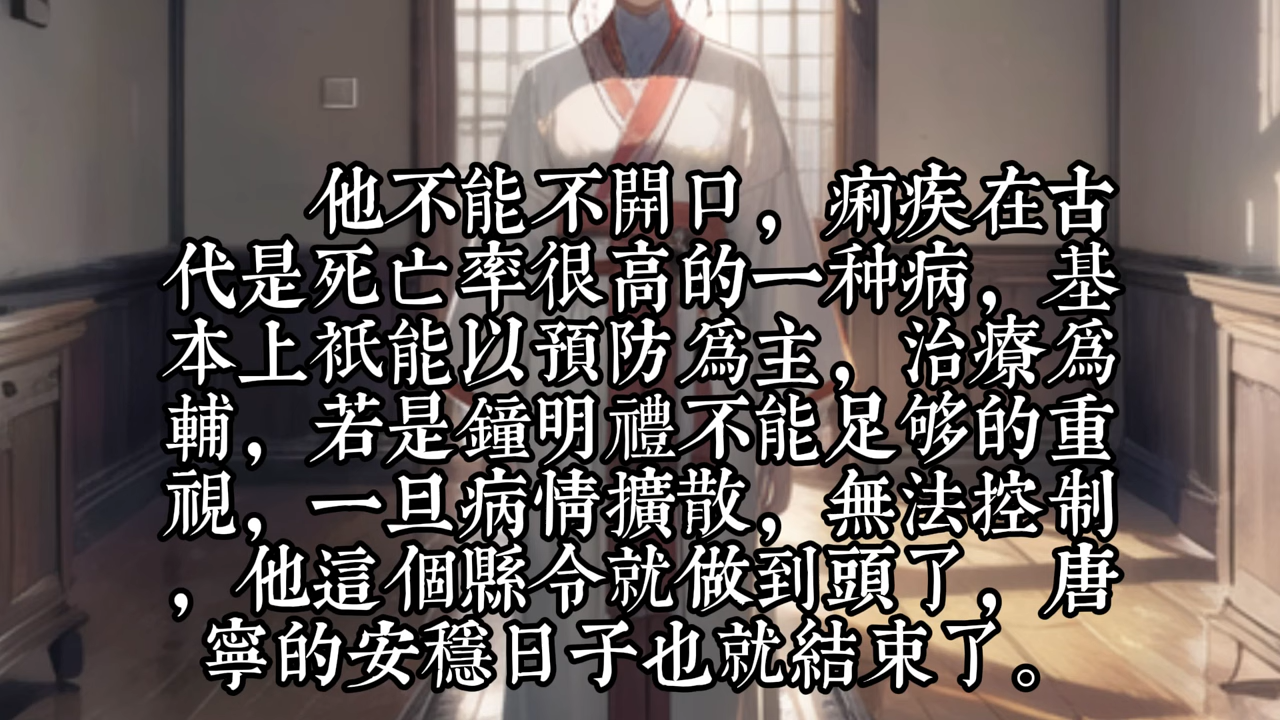 他不能不開口，痢疾在古
代是死亡率很高的一种病，基
本上衹能以預防爲主，治療爲
輔，若是鐘明禮不能足够的重
視，一旦病情擴散，無法控制
，他這個縣令就做到頭了，唐
寧的安穩日子也就結束了。